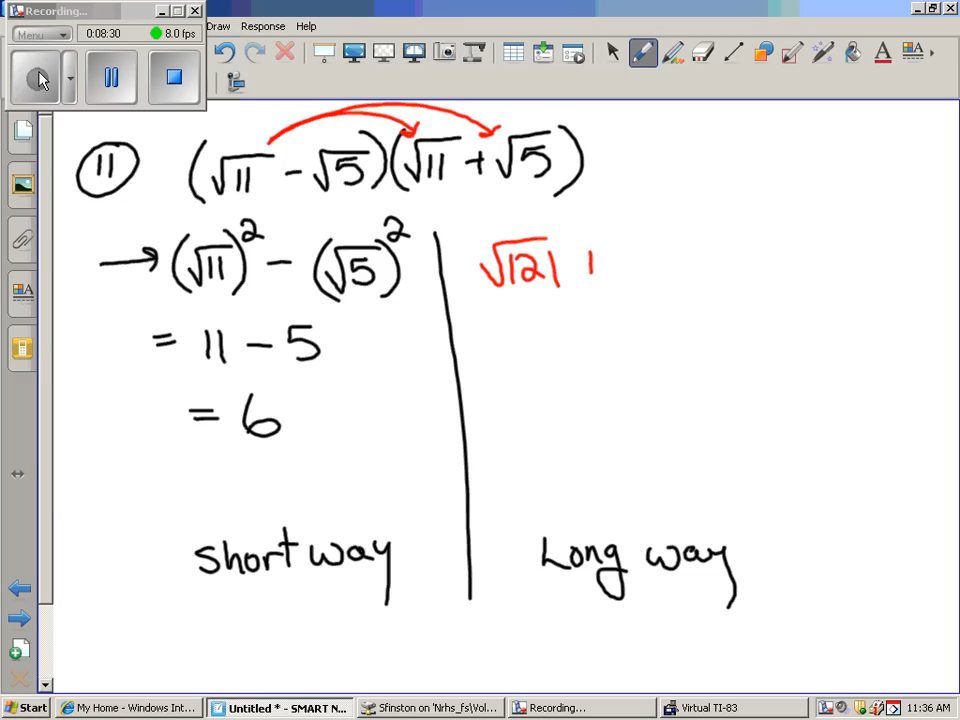 Recording...
Menu
0:08:30
8.0 fps
Draw Response Help
⑪ (√11 - √5)(√11 + √5)
→ (√11)² - (√5)²
= 11 - 5
= 6
√121
short way
Long way
Start
My Home - Windows Int...
Untitled * - SMART N...
Sfinston on 'Nrhs_fs\Vol...
Recording...
Virtual TI-83
11:36 AM